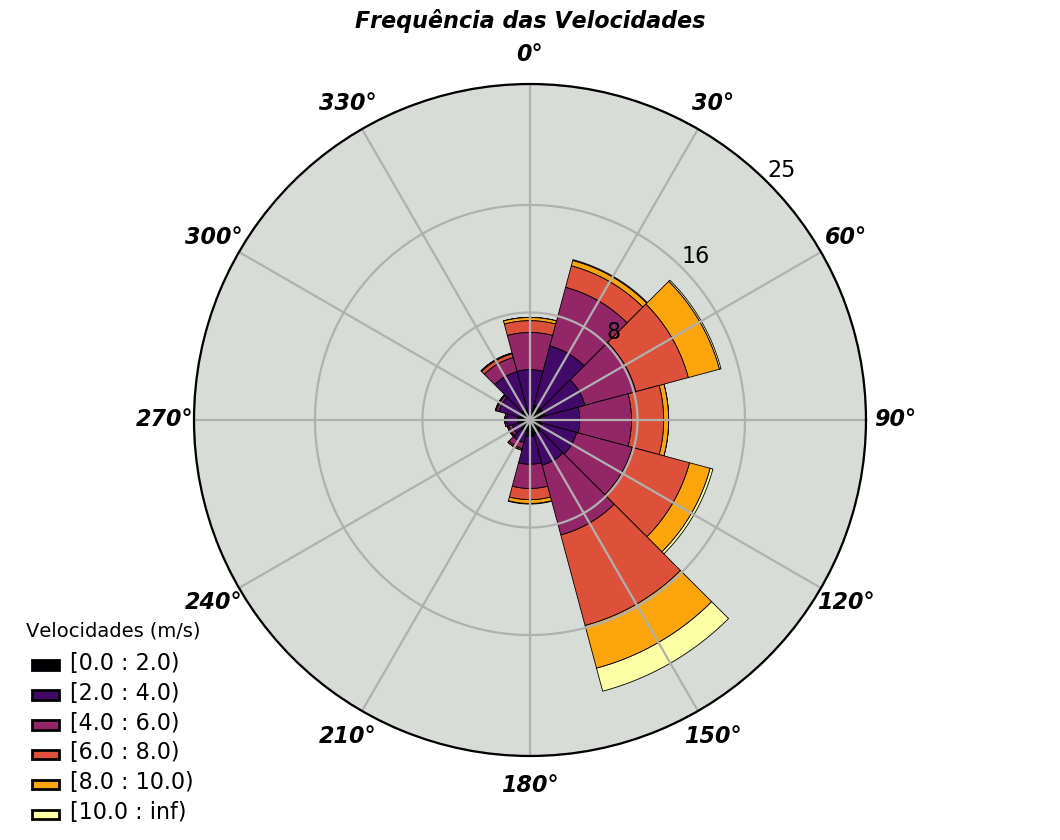 Frequência das Velocidades
0°
330°
30°
25
300°
60°
16
8
270°
90°
240°
120°
210°
150°
180°
Velocidades (m/s)
[0.0 : 2.0)
[2.0 : 4.0)
[4.0 : 6.0)
[6.0 : 8.0)
[8.0 : 10.0)
[10.0 : inf)